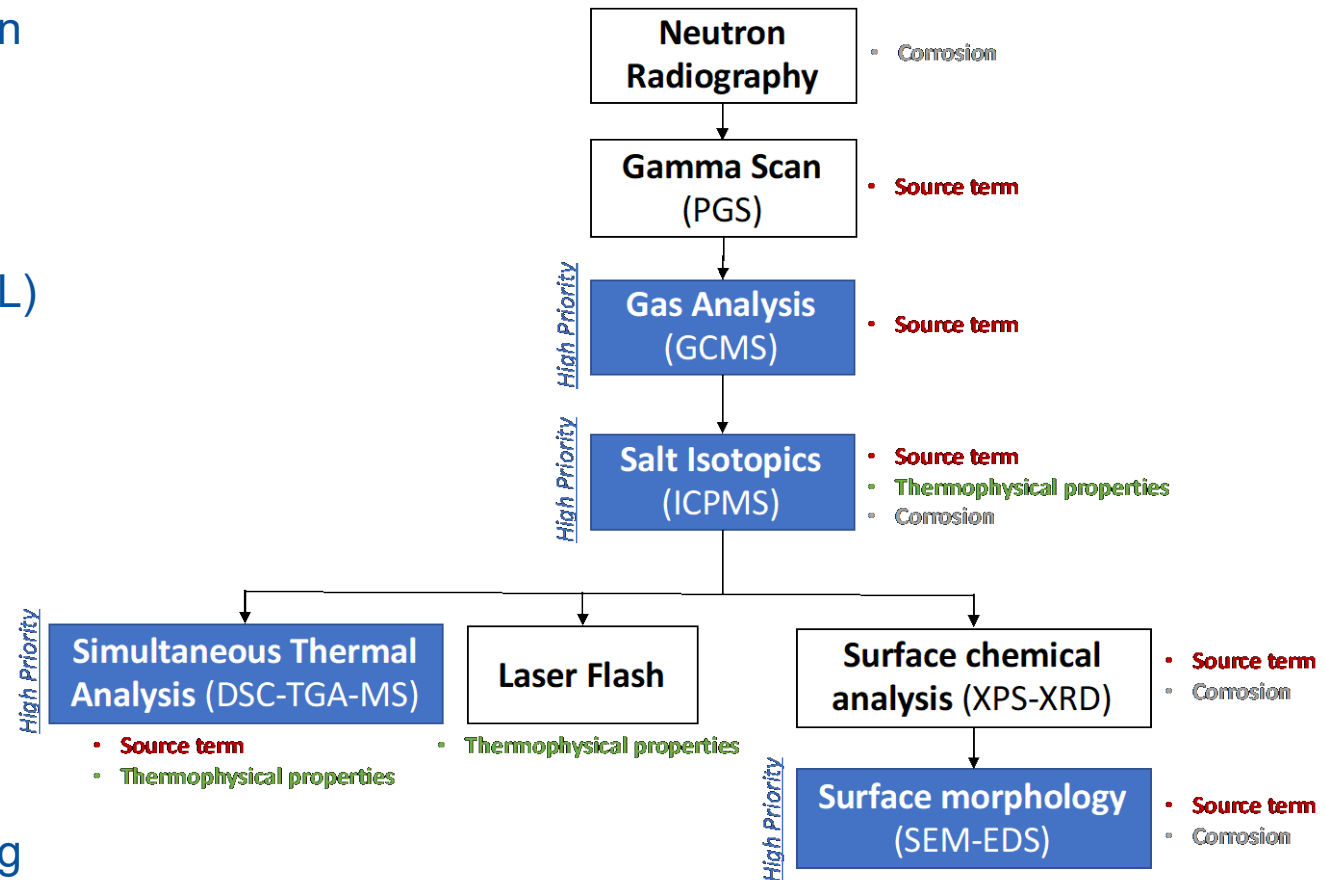 n
Neutron
Radiography
• Corrosion
Gamma Scan
(PGS)
• Source term
L)
High Priority
Gas Analysis
(GCMS)
• Source term
High Priority
Salt Isotopics
(ICPMS)
• Source term
• Thermophysical properties
• Corrosion
High Priority
Simultaneous Thermal
Analysis (DSC-TGA-MS)
• Source term
• Thermophysical properties
Laser Flash
• Thermophysical properties
Surface chemical
analysis (XPS-XRD)
• Source term
• Corrosion
High Priority
Surface morphology
(SEM-EDS)
• Source term
• Corrosion
g